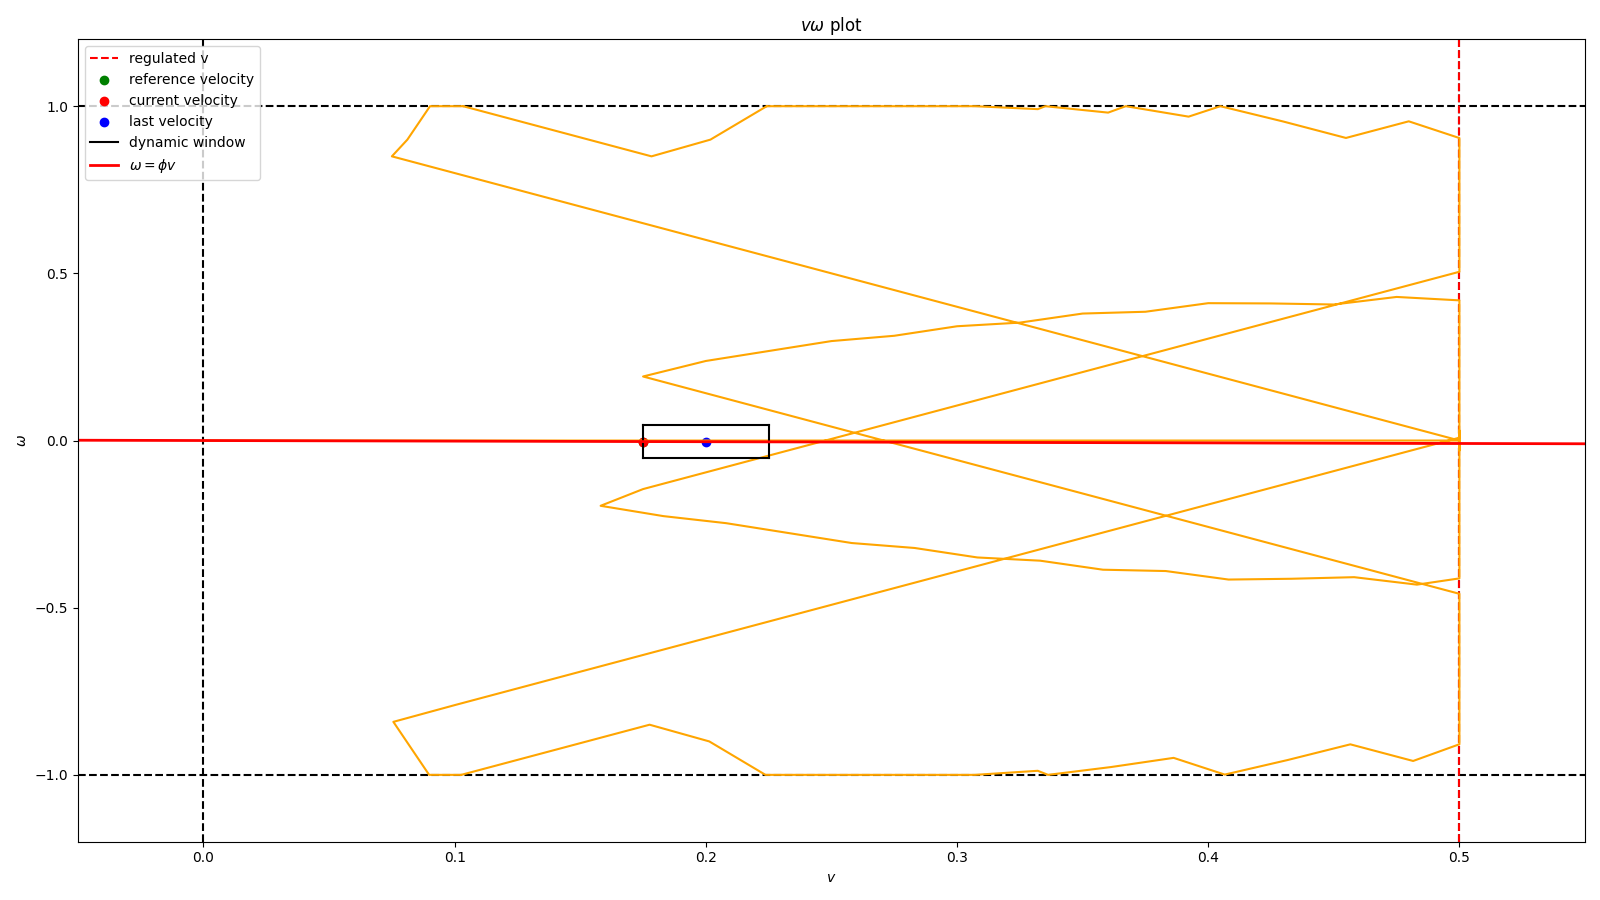 vω plot
regulated v
reference velocity
current velocity
last velocity
dynamic window
ω = ϕv
1.0
0.5
0.0
−0.5
−1.0
ω
0.0
0.1
0.2
0.3
0.4
0.5
v